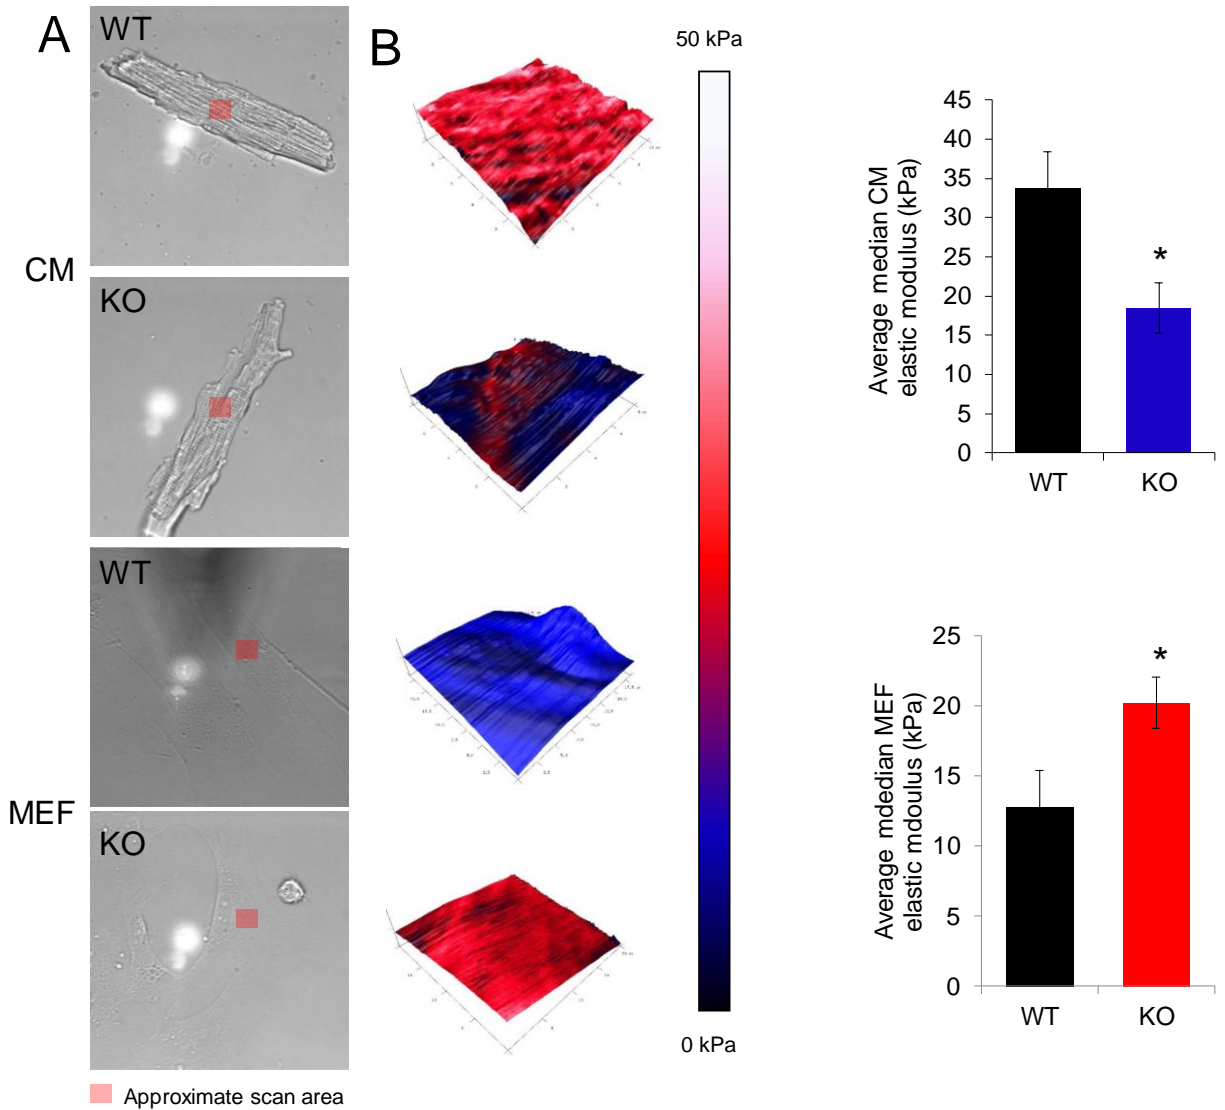 A
WT
CM
KO
WT
MEF
KO
Approximate scan area
B
50 kPa
0 kPa
Average median CM
elastic modulus (kPa)
45
40
35
30
25
20
15
10
5
0
*
WT
KO
Average mdedian MEF
elastic mdoulus (kPa)
25
20
15
10
5
0
*
WT
KO